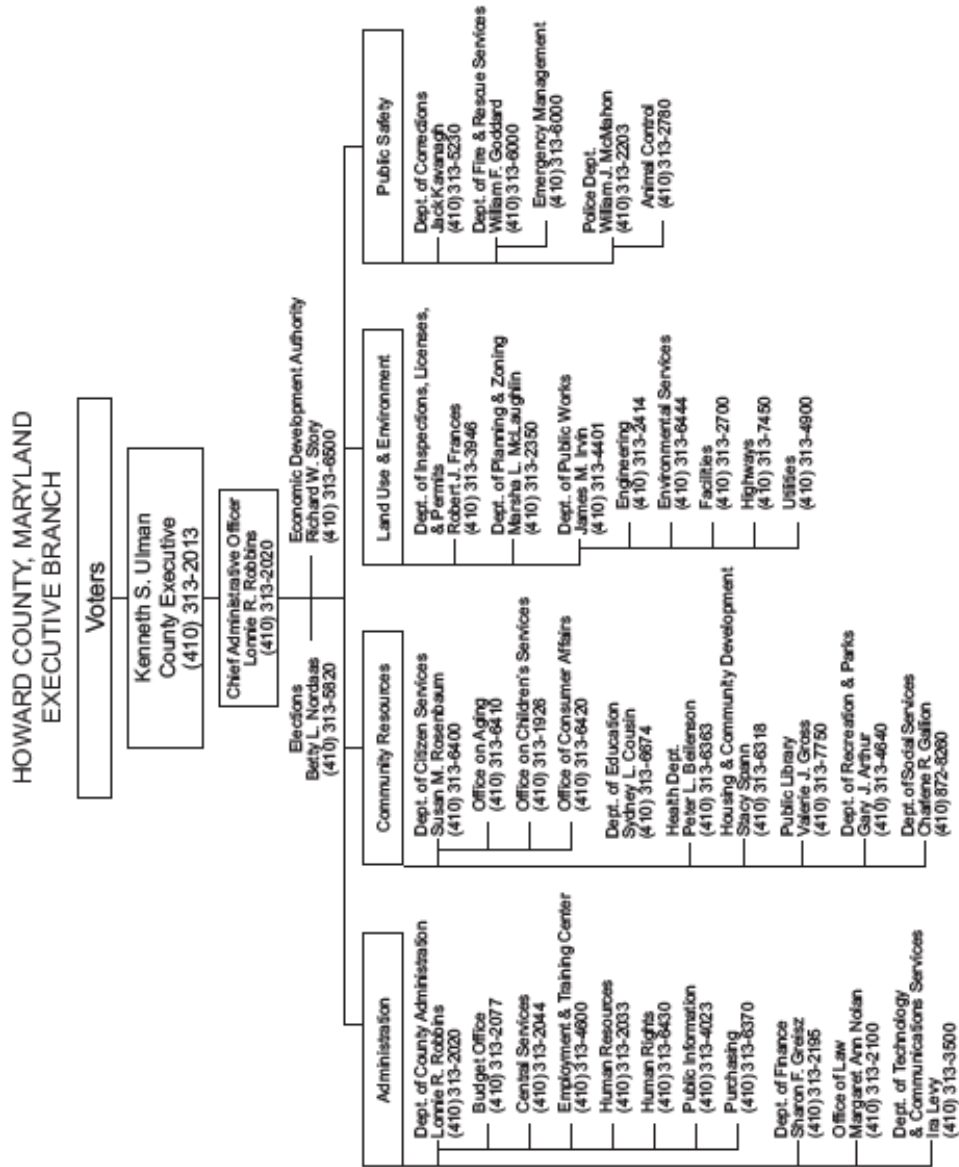 HOWARD COUNTY, MARYLAND
EXECUTIVE BRANCH
Voters
Kenneth S. Ulman
County Executive
(410) 313-2013
Chief Administrative Officer
Lonnie R. Robbins
(410) 313-2020
Elections
Betty L. Nordaas
(410) 313-5820
Economic Development Authority
Richard W. Story
(410) 313-6500
Administration
Dept. of County Administration
Lonnie R. Robbins
(410) 313-2020
Budget Office
(410) 313-2077
Central Services
(410) 313-2044
Employment & Training Center
(410) 313-4600
Human Resources
(410) 313-2033
Human Rights
(410) 313-6430
Public Information
(410) 313-4023
Purchasing
(410) 313-6370
Dept. of Finance
Sharon F. Greisz
(410) 313-2195
Office of Law
Margaret Ann Nolan
(410) 313-2100
Dept. of Technology
& Communications Services
Ira Levy
(410) 313-3500
Community Resources
Dept. of Citizen Services
Susan M. Rosenbaum
(410) 313-6400
Office on Aging
(410) 313-6410
Office on Children's Services
(410) 313-1926
Office of Consumer Affairs
(410) 313-6420
Dept. of Education
Sydney L. Cousin
(410) 313-6674
Health Dept.
Peter L. Beilenson
(410) 313-6363
Housing & Community Development
Stacy Spann
(410) 313-6318
Public Library
Valerie J. Gross
(410) 313-7750
Dept. of Recreation & Parks
Gary J. Arthur
(410) 313-4640
Dept. of Social Services
Charlene R. Gallion
(410) 872-8260
Land Use & Environment
Dept. of Inspections, Licenses,
& Permits
Robert J. Frances
(410) 313-3946
Dept. of Planning & Zoning
Marsha L. McLaughlin
(410) 313-2350
Dept. of Public Works
James M. Irvin
(410) 313-4401
Engineering
(410) 313-2414
Environmental Services
(410) 313-6444
Facilities
(410) 313-2700
Highways
(410) 313-7450
Utilities
(410) 313-4900
Public Safety
Dept. of Corrections
Jack Kavanagh
(410) 313-5230
Dept. of Fire & Rescue Services
William F. Goddard
(410) 313-6000
Emergency Management
(410) 313-6000
Police Dept.
William J. McMahon
(410) 313-2203
Animal Control
(410) 313-2780